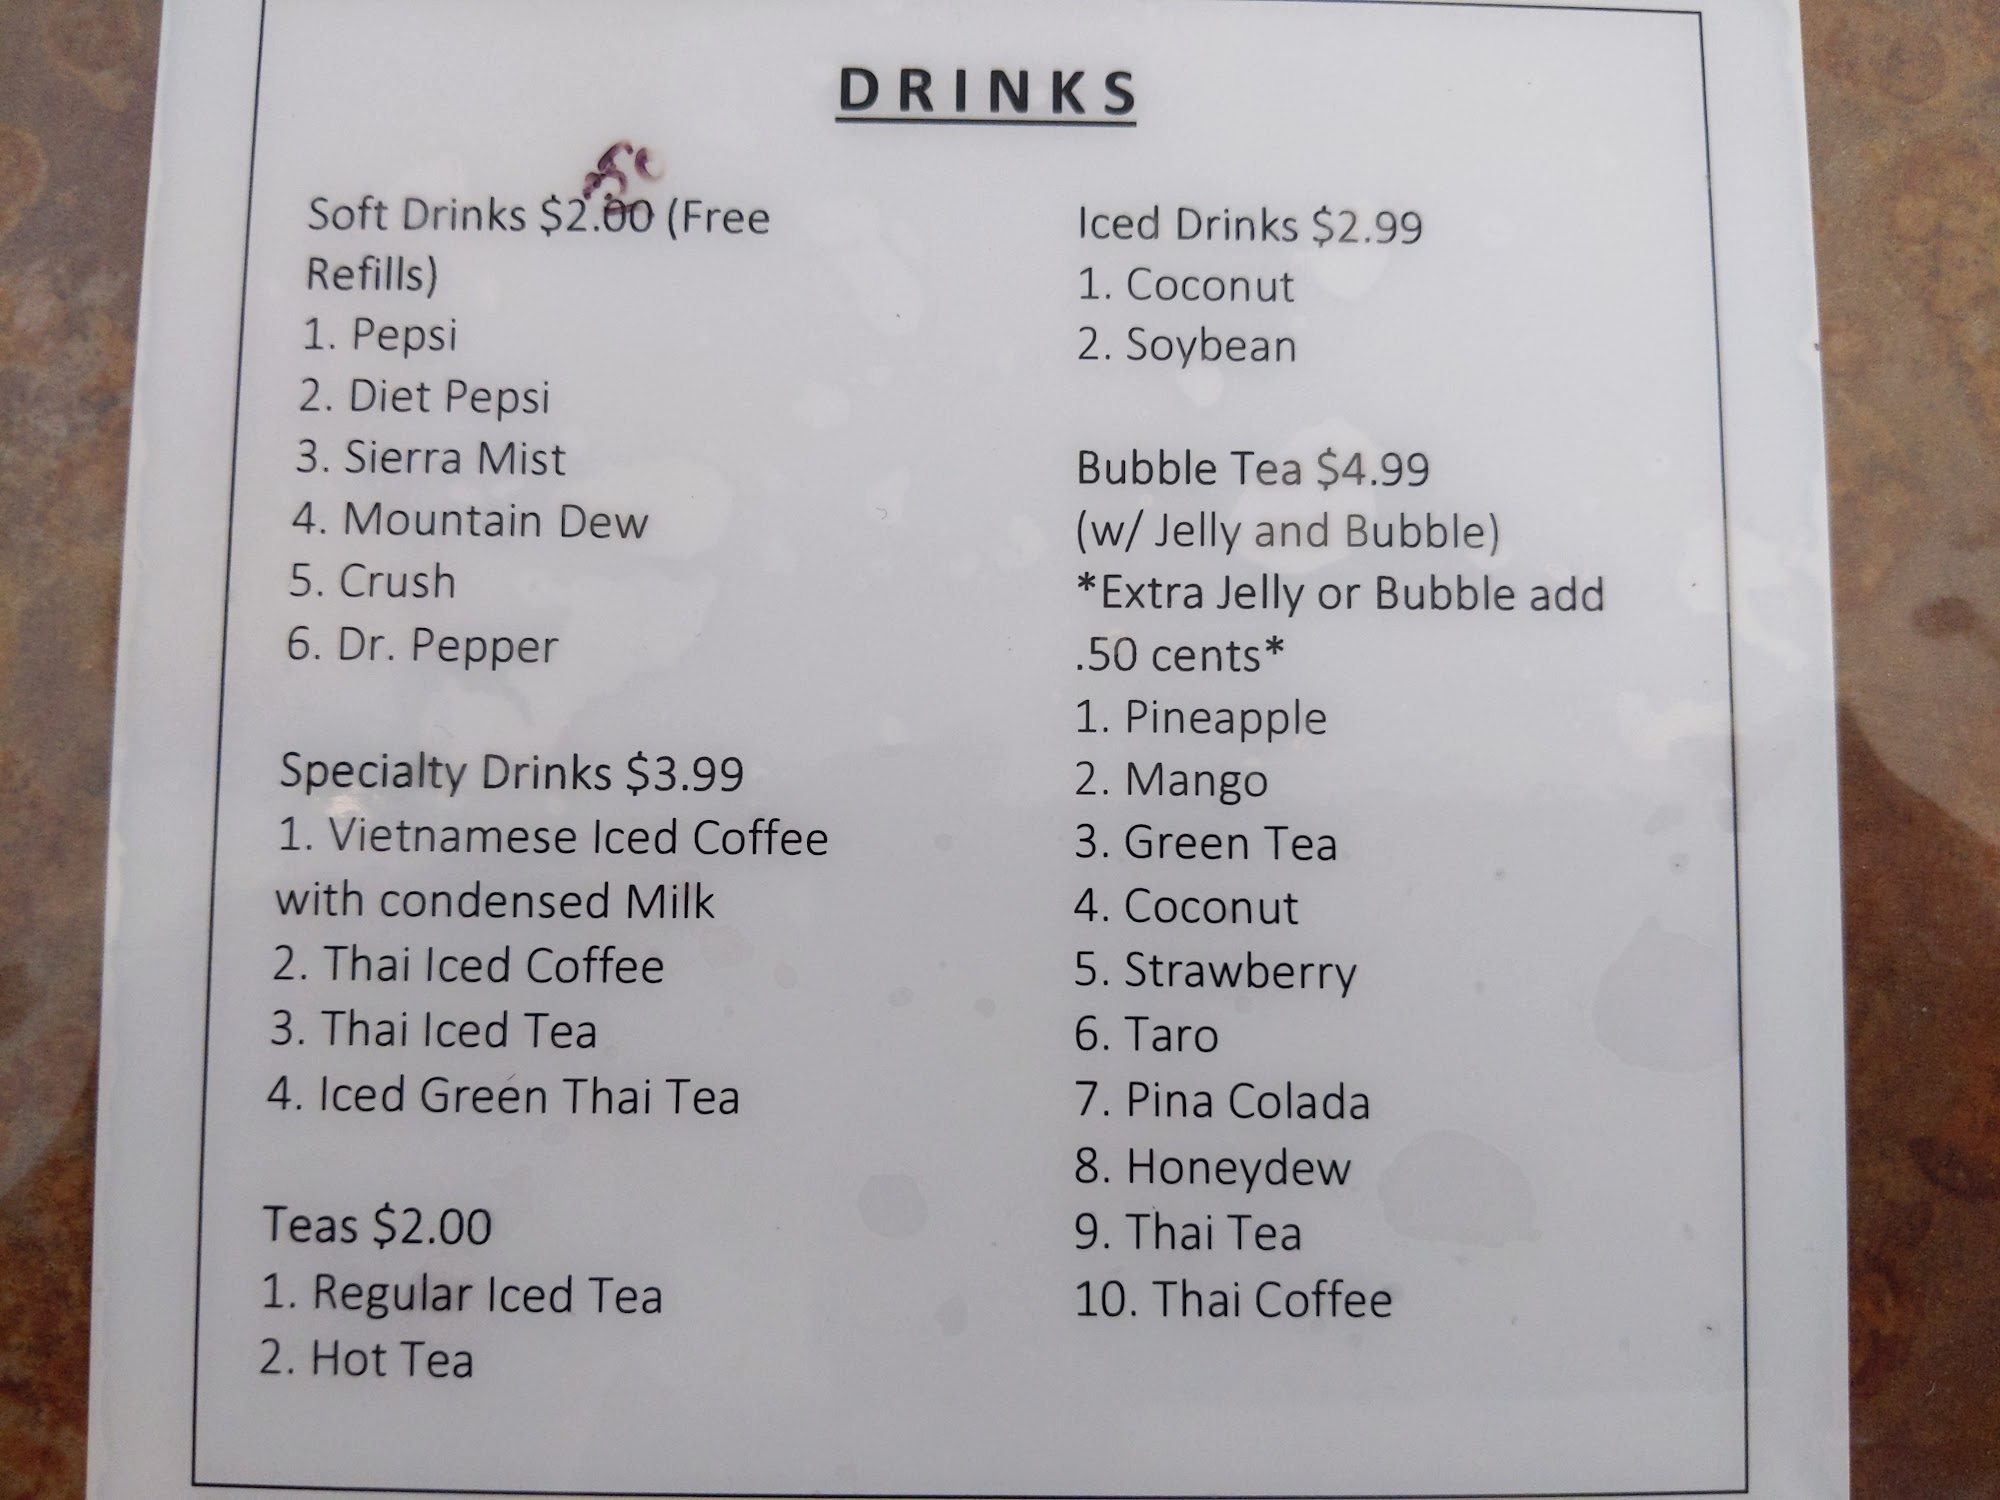 DRINKS
50
Soft Drinks $2.00 (Free
Refills)
1. Pepsi
2. Diet Pepsi
3. Sierra Mist
4. Mountain Dew
5. Crush
6. Dr. Pepper
Specialty Drinks $3.99
1. Vietnamese Iced Coffee
with condensed Milk
2. Thai Iced Coffee
3. Thai Iced Tea
4. Iced Green Thai Tea
Teas $2.00
1. Regular Iced Tea
2. Hot Tea
Iced Drinks $2.99
1. Coconut
2. Soybean
Bubble Tea $4.99
(w/ Jelly and Bubble)
*Extra Jelly or Bubble add
.50 cents*
1. Pineapple
2. Mango
3. Green Tea
4. Coconut
5. Strawberry
6. Taro
7. Pina Colada
8. Honeydew
9. Thai Tea
10. Thai Coffee